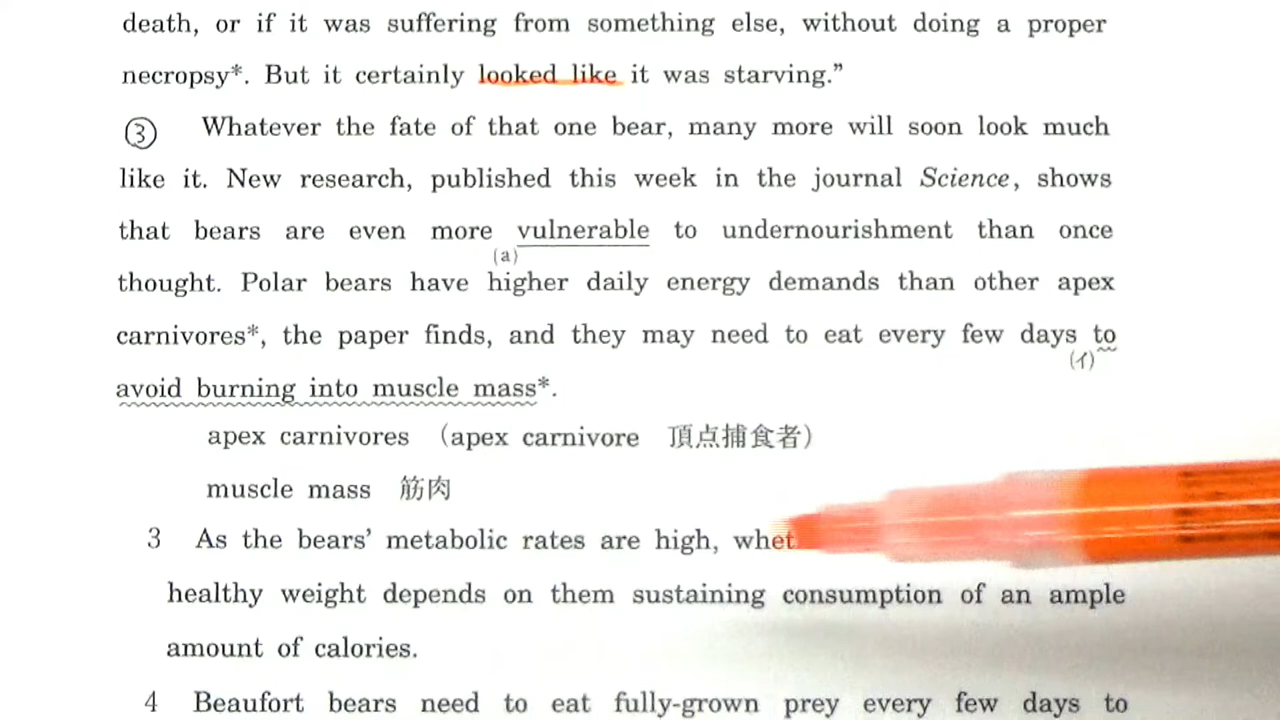 death, or if it was suffering from something else, without doing a proper
necropsy*. But it certainly looked like it was starving.”
③ Whatever the fate of that one bear, many more will soon look much
like it. New research, published this week in the journal Science, shows
that bears are even more vulnerable to undernourishment than once
(a)
thought. Polar bears have higher daily energy demands than other apex
carnivores*, the paper finds, and they may need to eat every few days to
(イ)
avoid burning into muscle mass*.
apex carnivores （apex carnivore 頂点捕食者）
muscle mass 筋肉
3 As the bears’ metabolic rates are high,
healthy weight depends on them sustaining consumption of an ample
amount of calories.
4 Beaufort bears need to eat fully-grown prey every few days to